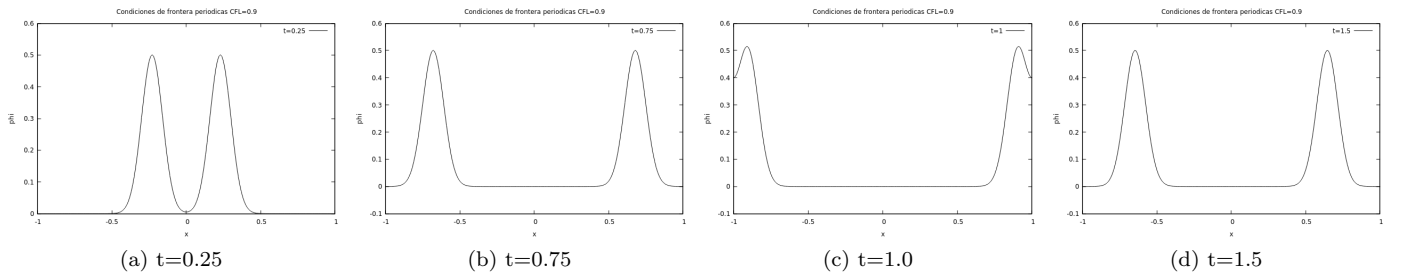 Condiciones de frontera periodicas CFL=0.9
t=0.25
0.6
0.5
0.4
0.3
0.2
0.1
0
phi
-1
-0.5
0
0.5
1
x
(a) t=0.25
Condiciones de frontera periodicas CFL=0.9
t=0.75
0.6
0.5
0.4
0.3
0.2
0.1
0
-0.1
phi
-1
-0.5
0
0.5
1
x
(b) t=0.75
Condiciones de frontera periodicas CFL=0.9
t=1
0.6
0.5
0.4
0.3
0.2
0.1
0
-0.1
phi
-1
-0.5
0
0.5
1
x
(c) t=1.0
Condiciones de frontera periodicas CFL=0.9
t=1.5
0.6
0.5
0.4
0.3
0.2
0.1
0
-0.1
phi
-1
-0.5
0
0.5
1
x
(d) t=1.5